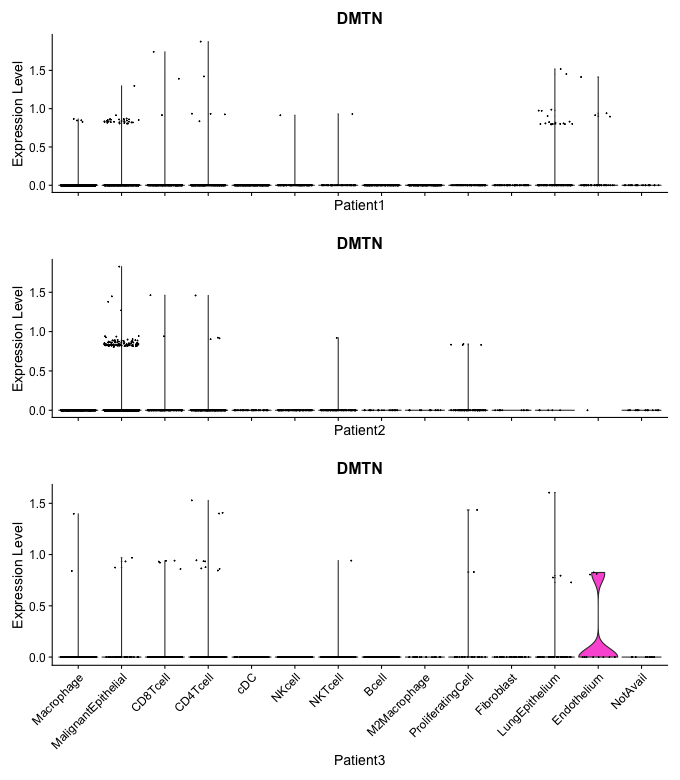 DMTN
Expression Level
1.5
1.0
0.5
0.0
Patient1
DMTN
Expression Level
1.5
1.0
0.5
0.0
Patient2
DMTN
Expression Level
1.5
1.0
0.5
0.0
Macrophage
MalignantEpithelial
CD8Tcell
CD4Tcell
cDC
NKcell
NKTcell
Bcell
M2Macrophage
ProliferatingCell
Fibroblast
LungEpithelium
Endothelium
NotAvail
Patient3